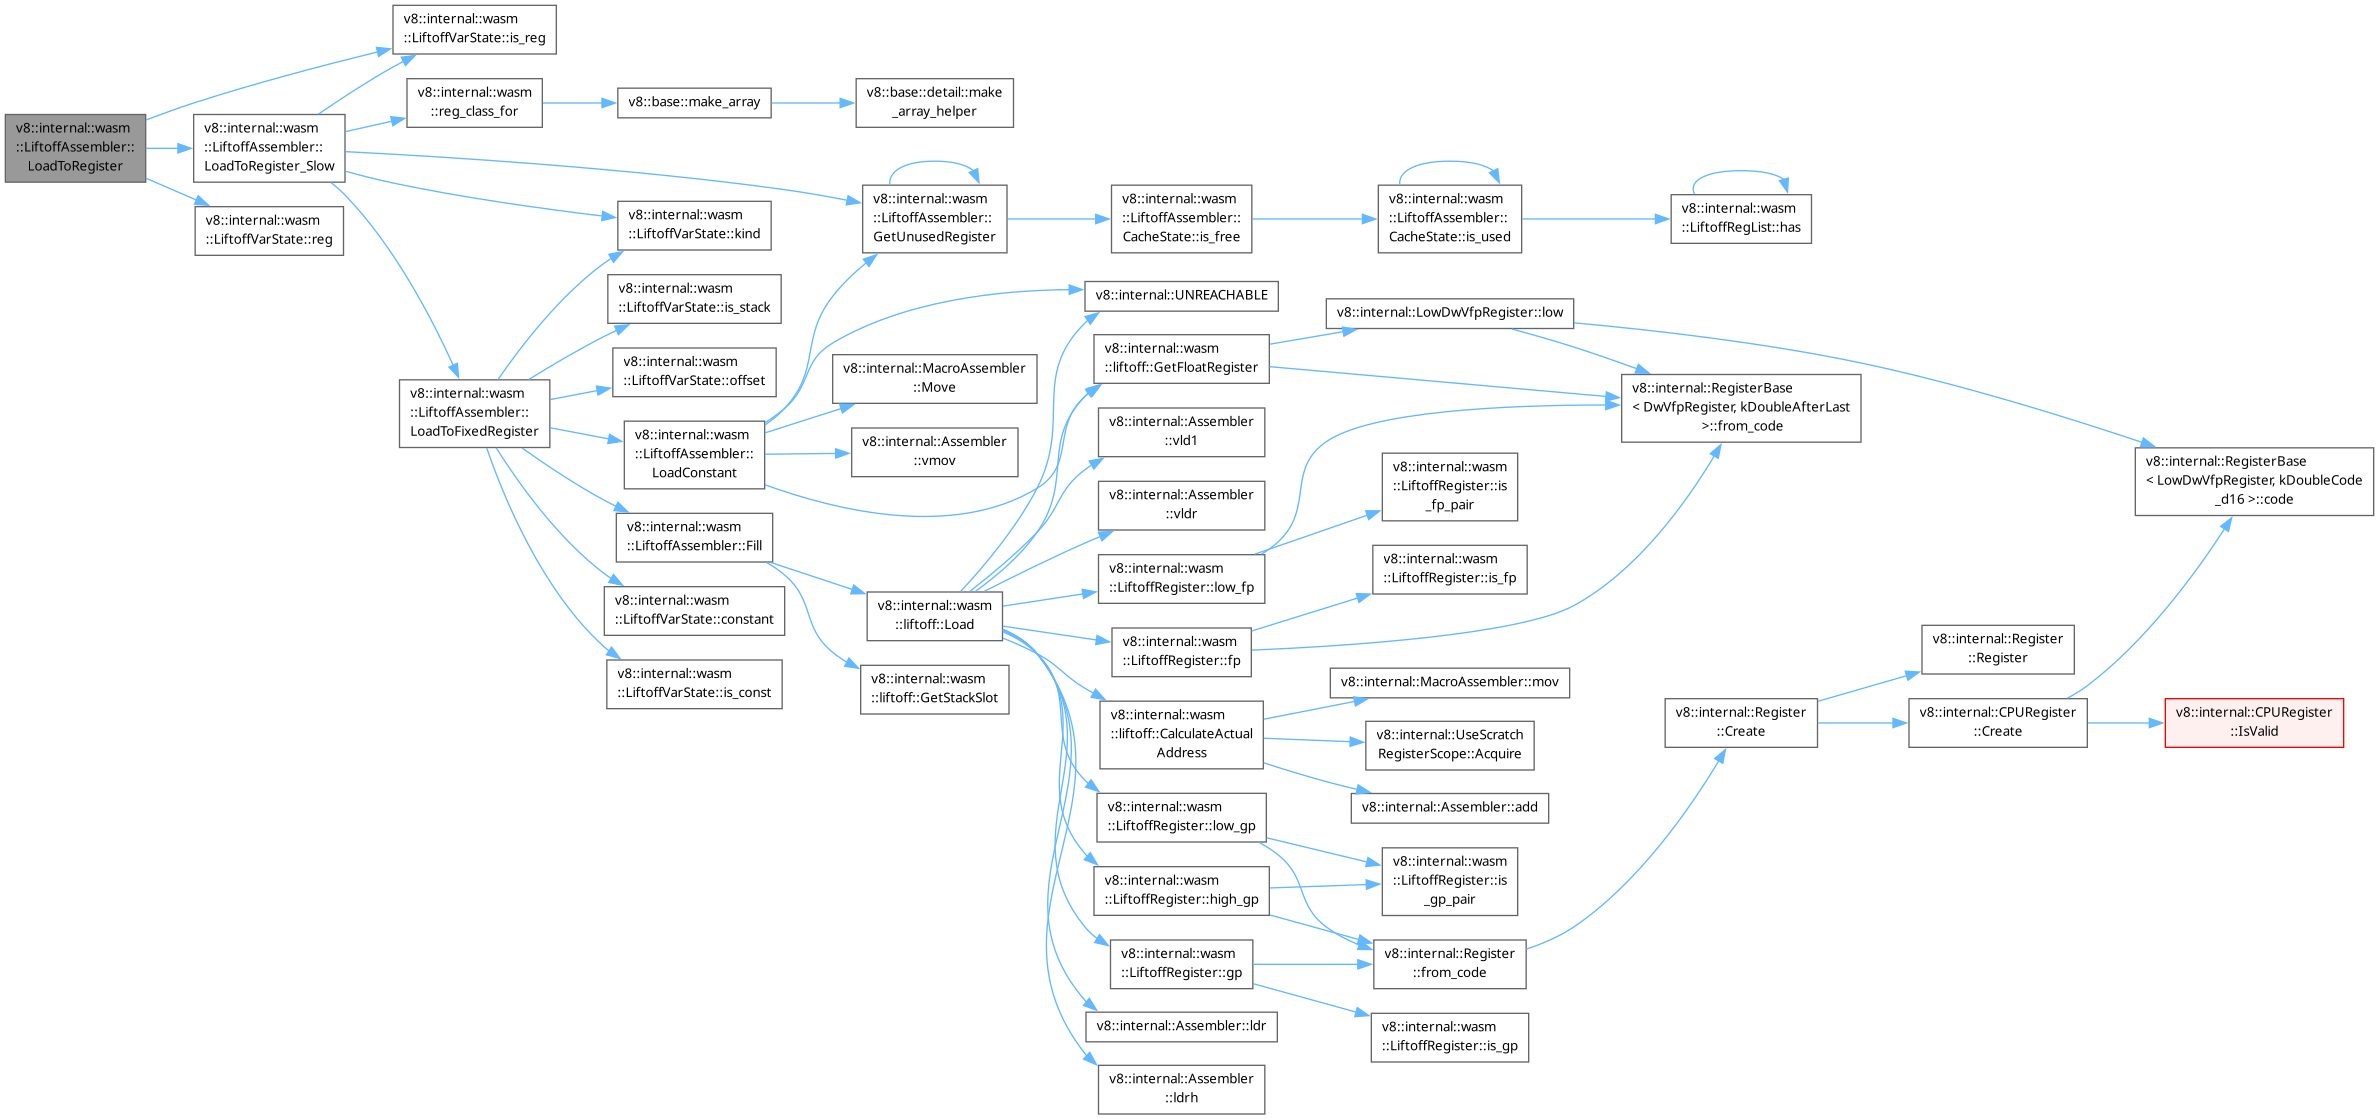 v8::internal::wasm
::LiftoffAssembler::
LoadToRegister
v8::internal::wasm
::LiftoffVarState::is_reg
v8::internal::wasm
::LiftoffAssembler::
LoadToRegister_Slow
v8::internal::wasm
::LiftoffVarState::reg
v8::internal::wasm
::reg_class_for
v8::base::make_array
v8::base::detail::make
_array_helper
v8::internal::wasm
::LiftoffAssembler::
GetUnusedRegister
v8::internal::wasm
::LiftoffAssembler::
CacheState::is_free
v8::internal::wasm
::LiftoffAssembler::
CacheState::is_used
v8::internal::wasm
::LiftoffRegList::has
v8::internal::wasm
::LiftoffVarState::kind
v8::internal::wasm
::LiftoffVarState::is_stack
v8::internal::wasm
::LiftoffVarState::offset
v8::internal::wasm
::LiftoffAssembler::
LoadToFixedRegister
v8::internal::wasm
::LiftoffAssembler::
LoadConstant
v8::internal::wasm
::LiftoffAssembler::Fill
v8::internal::wasm
::LiftoffVarState::constant
v8::internal::wasm
::LiftoffVarState::is_const
v8::internal::MacroAssembler
::Move
v8::internal::Assembler
::vmov
v8::internal::wasm
::liftoff::Load
v8::internal::wasm
::liftoff::GetStackSlot
v8::internal::UNREACHABLE
v8::internal::wasm
::liftoff::GetFloatRegister
v8::internal::Assembler
::vld1
v8::internal::Assembler
::vldr
v8::internal::wasm
::LiftoffRegister::low_fp
v8::internal::wasm
::LiftoffRegister::fp
v8::internal::wasm
::liftoff::CalculateActual
Address
v8::internal::wasm
::LiftoffRegister::low_gp
v8::internal::wasm
::LiftoffRegister::high_gp
v8::internal::wasm
::LiftoffRegister::gp
v8::internal::Assembler::ldr
v8::internal::Assembler
::ldrh
v8::internal::LowDwVfpRegister::low
v8::internal::wasm
::LiftoffRegister::is
_fp_pair
v8::internal::wasm
::LiftoffRegister::is_fp
v8::internal::MacroAssembler::mov
v8::internal::UseScratch
RegisterScope::Acquire
v8::internal::Assembler::add
v8::internal::wasm
::LiftoffRegister::is
_gp_pair
v8::internal::Register
::from_code
v8::internal::wasm
::LiftoffRegister::is_gp
v8::internal::RegisterBase
< DwVfpRegister, kDoubleAfterLast
>::from_code
v8::internal::Register
::Create
v8::internal::Register
::Register
v8::internal::CPURegister
::Create
v8::internal::RegisterBase
< LowDwVfpRegister, kDoubleCode
_d16 >::code
v8::internal::CPURegister
::IsValid